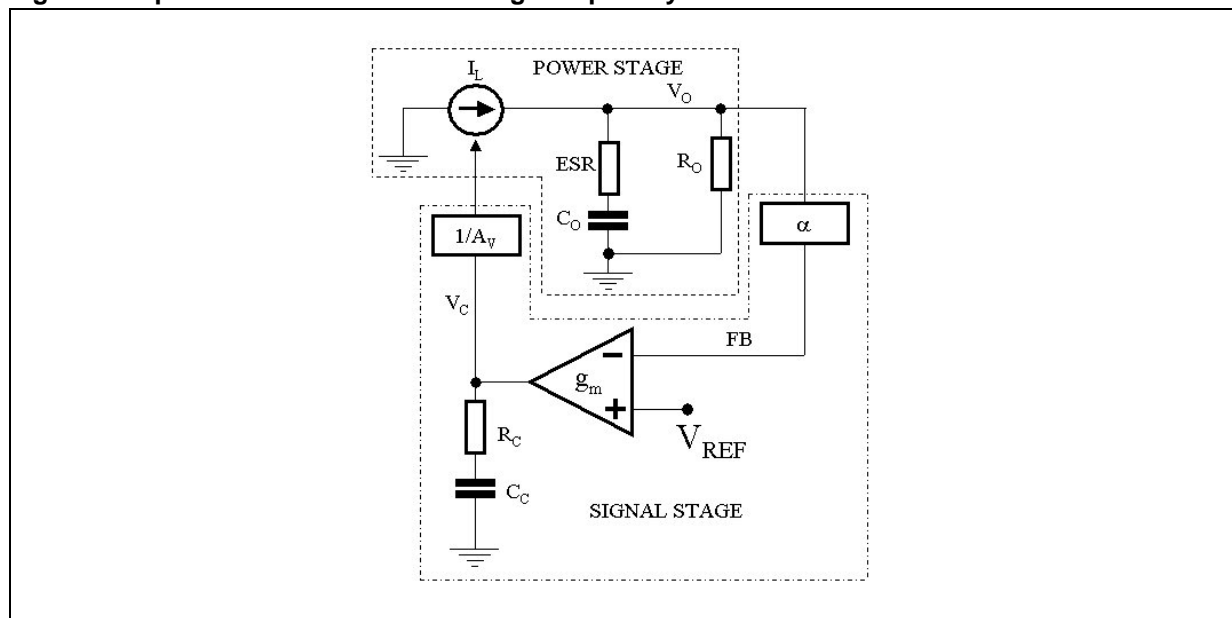 I_L
POWER STAGE
V_O
ESR
R_O
C_O
1/A_V
α
V_C
FB
g_m
R_C
V_REF
C_C
SIGNAL STAGE